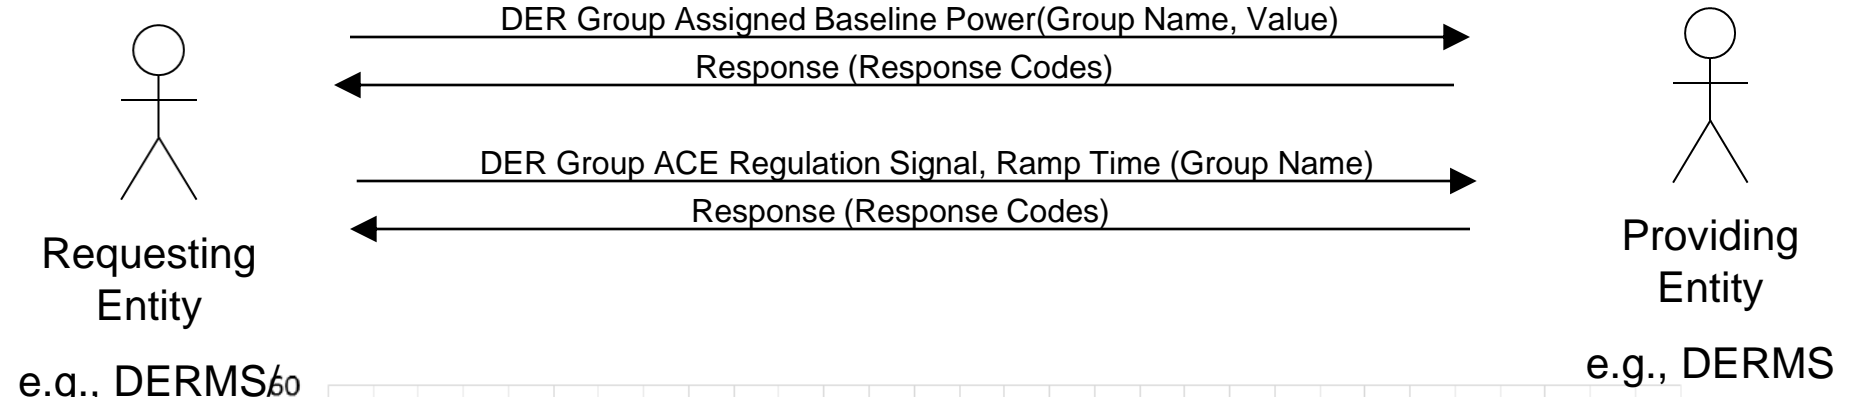 DER Group Assigned Baseline Power(Group Name, Value)
Response (Response Codes)
DER Group ACE Regulation Signal, Ramp Time (Group Name)
Response (Response Codes)
Requesting
Entity
e.g., DERMS/
60
Providing
Entity
e.g., DERMS